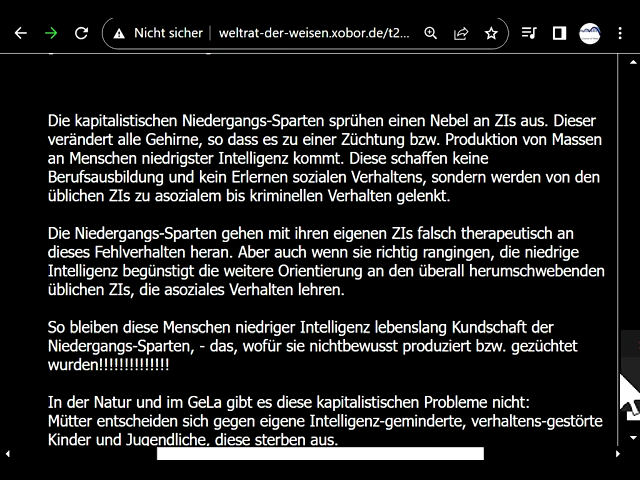 Nicht sicher
weltrat-der-weisen.xobor.de/t2...
Die kapitalistischen Niedergangs-Sparten sprühen einen Nebel an ZIs aus. Dieser
verändert alle Gehirne, so dass es zu einer Züchtung bzw. Produktion von Massen
an Menschen niedrigster Intelligenz kommt. Diese schaffen keine
Berufsausbildung und kein Erlernen sozialen Verhaltens, sondern werden von den
üblichen ZIs zu asozialem bis kriminellen Verhalten gelenkt.
Die Niedergangs-Sparten gehen mit ihren eigenen ZIs falsch therapeutisch an
dieses Fehlverhalten heran. Aber auch wenn sie richtig rangingen, die niedrige
Intelligenz begünstigt die weitere Orientierung an den überall herumschwebenden
üblichen ZIs, die asoziales Verhalten lehren.
So bleiben diese Menschen niedriger Intelligenz lebenslang Kundschaft der
Niedergangs-Sparten, - das, wofür sie nichtbewusst produziert bzw. gezüchtet
wurden!!!!!!!!!!!!!!
In der Natur und im GeLa gibt es diese kapitalistischen Probleme nicht:
Mütter entscheiden sich gegen eigene Intelligenz-geminderte, verhaltens-gestörte
Kinder und Jugendliche, diese sterben aus.